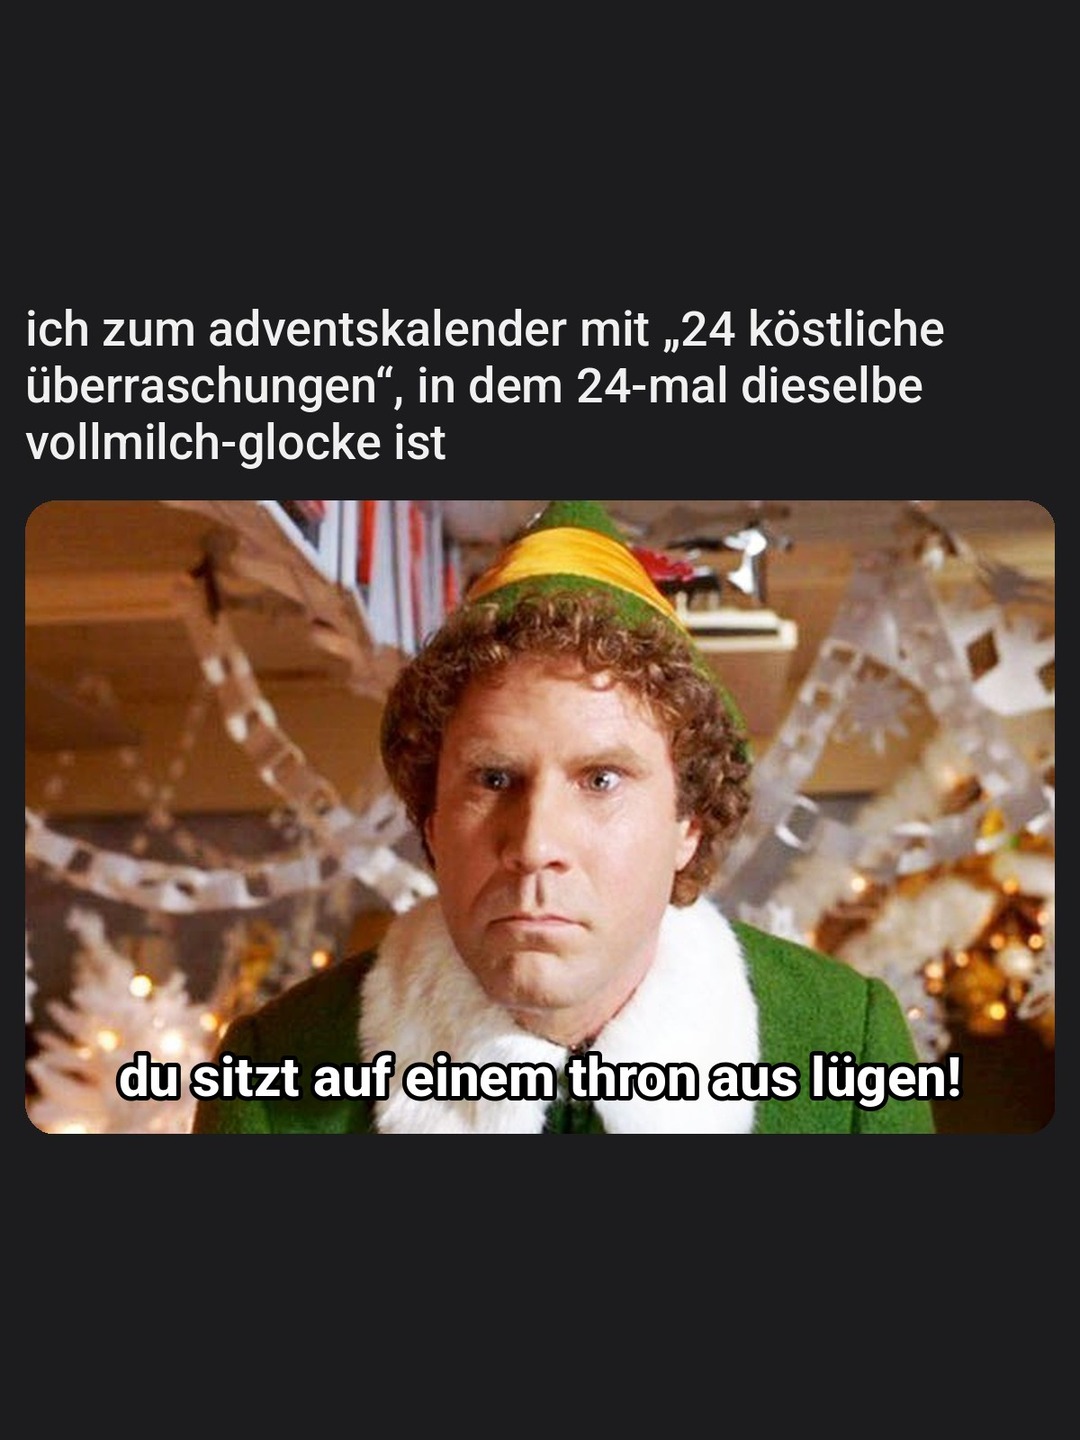 ich zum adventskalender mit „24 köstliche
überraschungen“, in dem 24-mal dieselbe
vollmilch-glocke ist
du sitzt auf einem thron aus lügen!